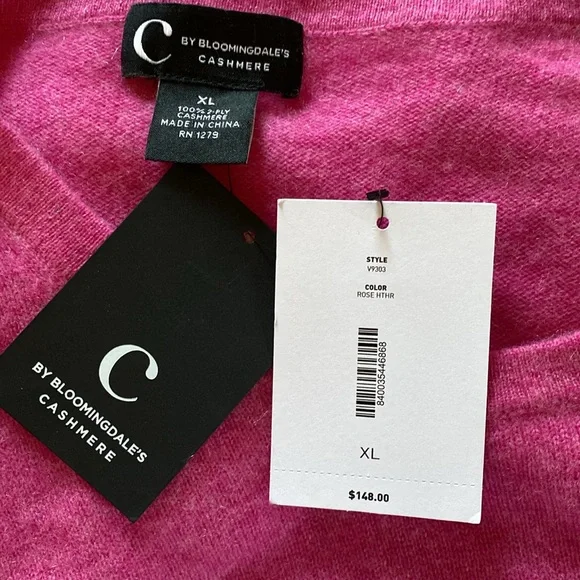 C BY BLOOMINGDALE'S
CASHMERE
XL
100% 2-PLY
CASHMERE
MADE IN CHINA
RN 1279
C
BY BLOOMINGDALE'S
CASHMERE
STYLE
V9303
COLOR
ROSE HTHR
840035446868
XL
$148.00